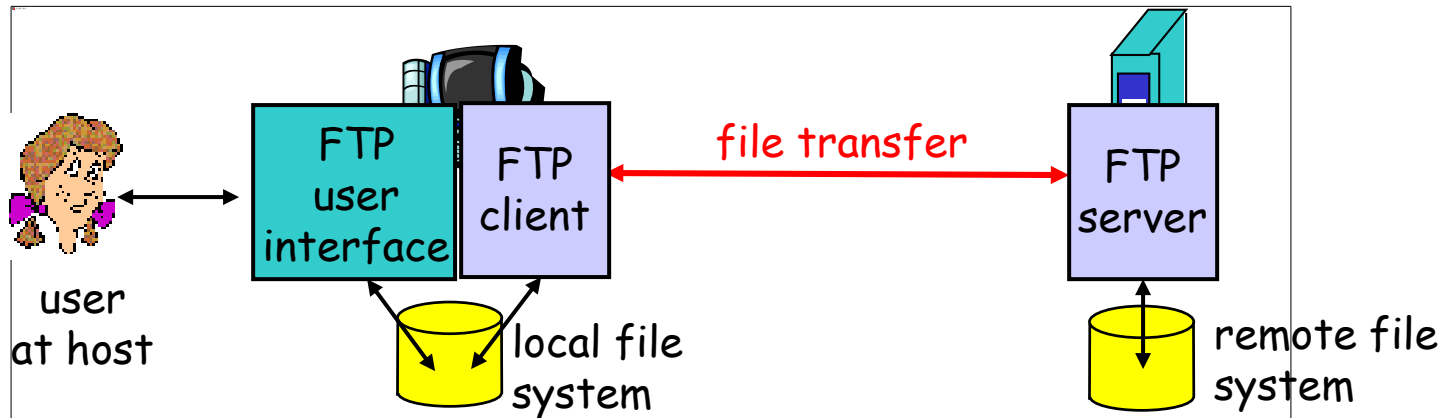 FTP
user
interface
FTP
client
file transfer
FTP
server
user
at host
local file
system
remote file
system